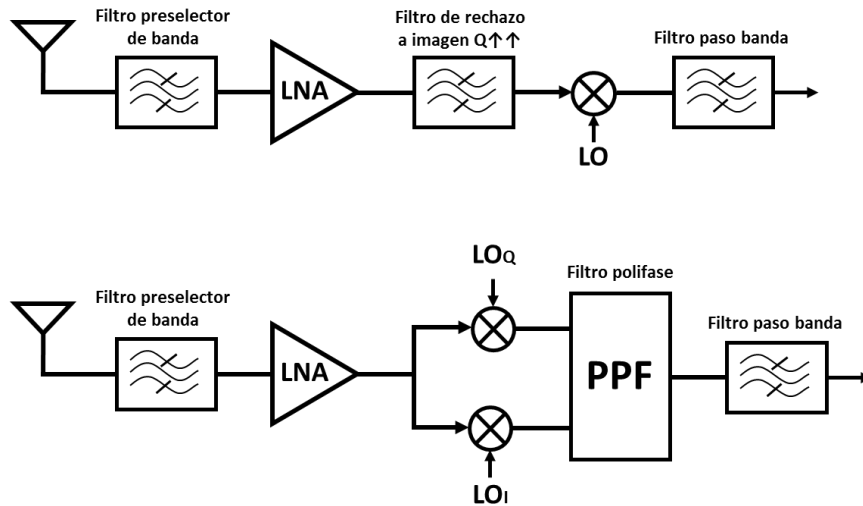 Filtro preselector
de banda
LNA
Filtro de rechazo
a imagen Q↑↑
LO
Filtro paso banda
Filtro preselector
de banda
LNA
LOQ
LOI
Filtro polifase
PPF
Filtro paso banda